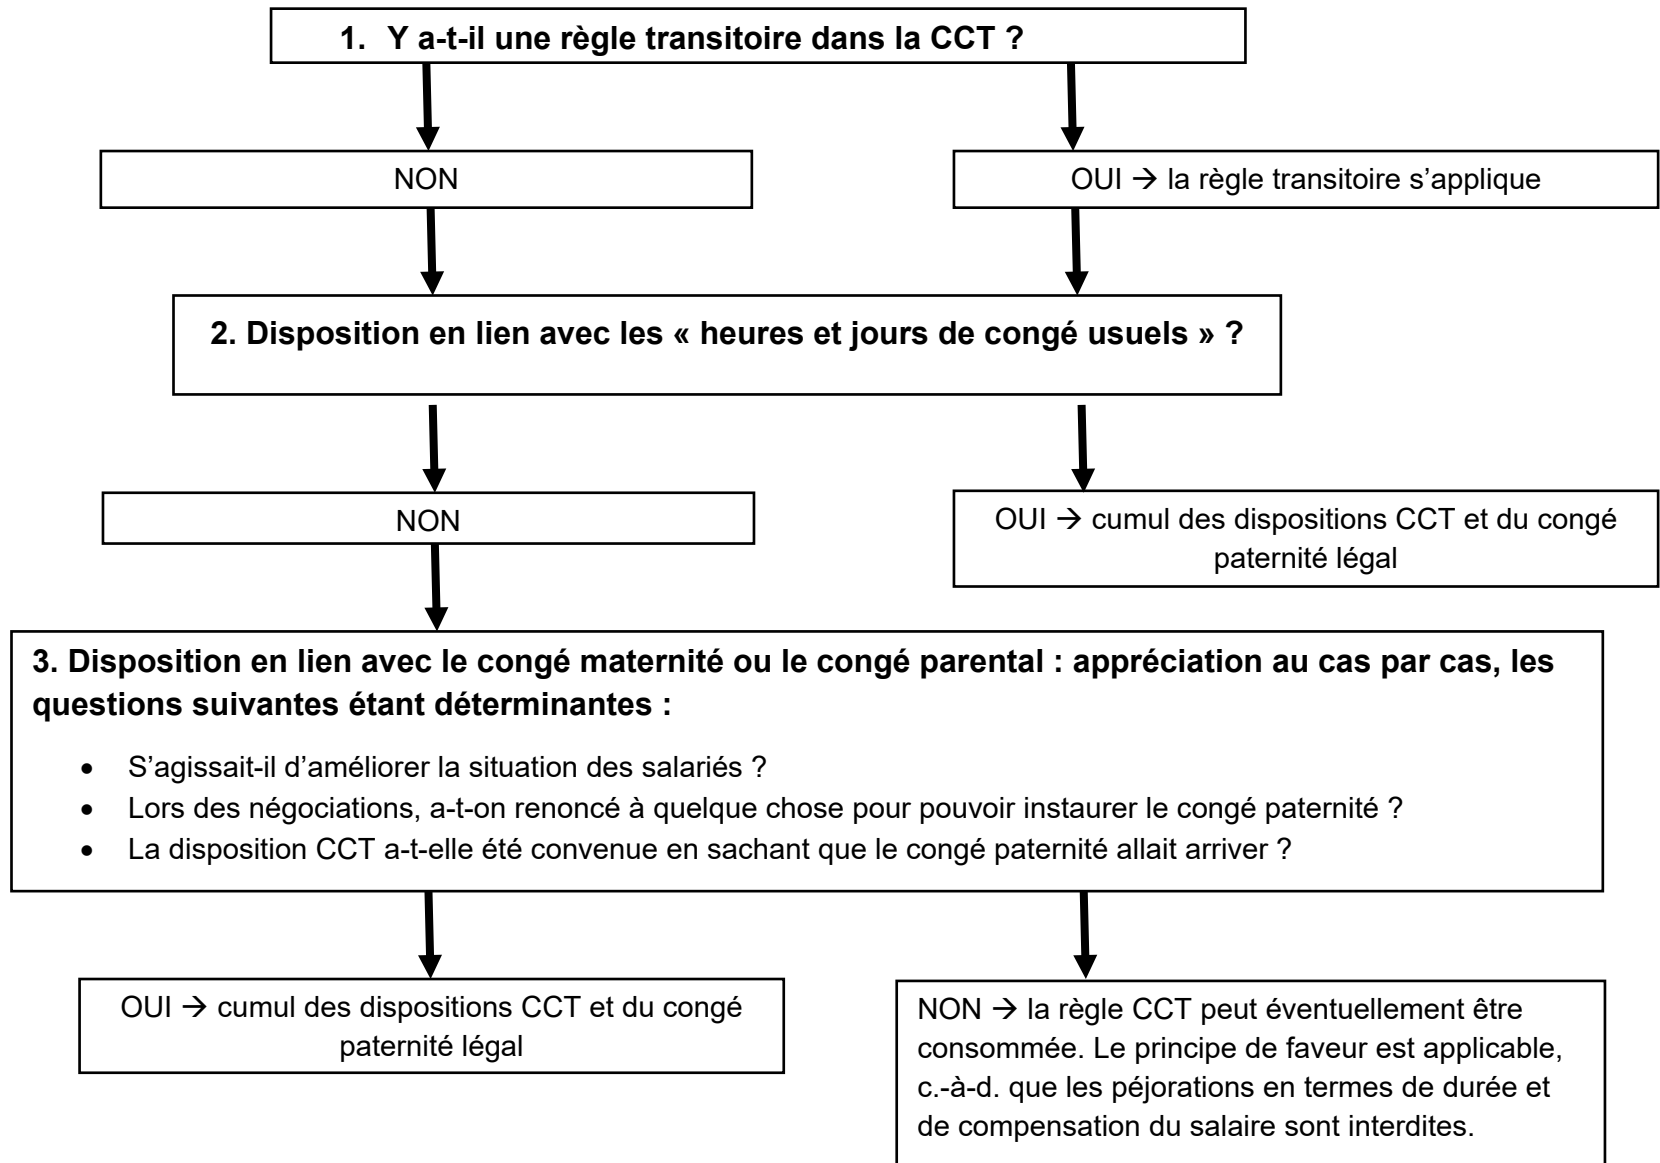 1. Y a-t-il une règle transitoire dans la CCT ?
NON
OUI → la règle transitoire s’applique
2. Disposition en lien avec les « heures et jours de congé usuels » ?
NON
OUI → cumul des dispositions CCT et du congé
paternité légal
3. Disposition en lien avec le congé maternité ou le congé parental : appréciation au cas par cas, les
questions suivantes étant déterminantes :
• S’agissait-il d’améliorer la situation des salariés ?
• Lors des négociations, a-t-on renoncé à quelque chose pour pouvoir instaurer le congé paternité ?
• La disposition CCT a-t-elle été convenue en sachant que le congé paternité allait arriver ?
OUI → cumul des dispositions CCT et du congé
paternité légal
NON → la règle CCT peut éventuellement être
consommée. Le principe de faveur est applicable,
c.-à-d. que les péjorations en termes de durée et
de compensation du salaire sont interdites.